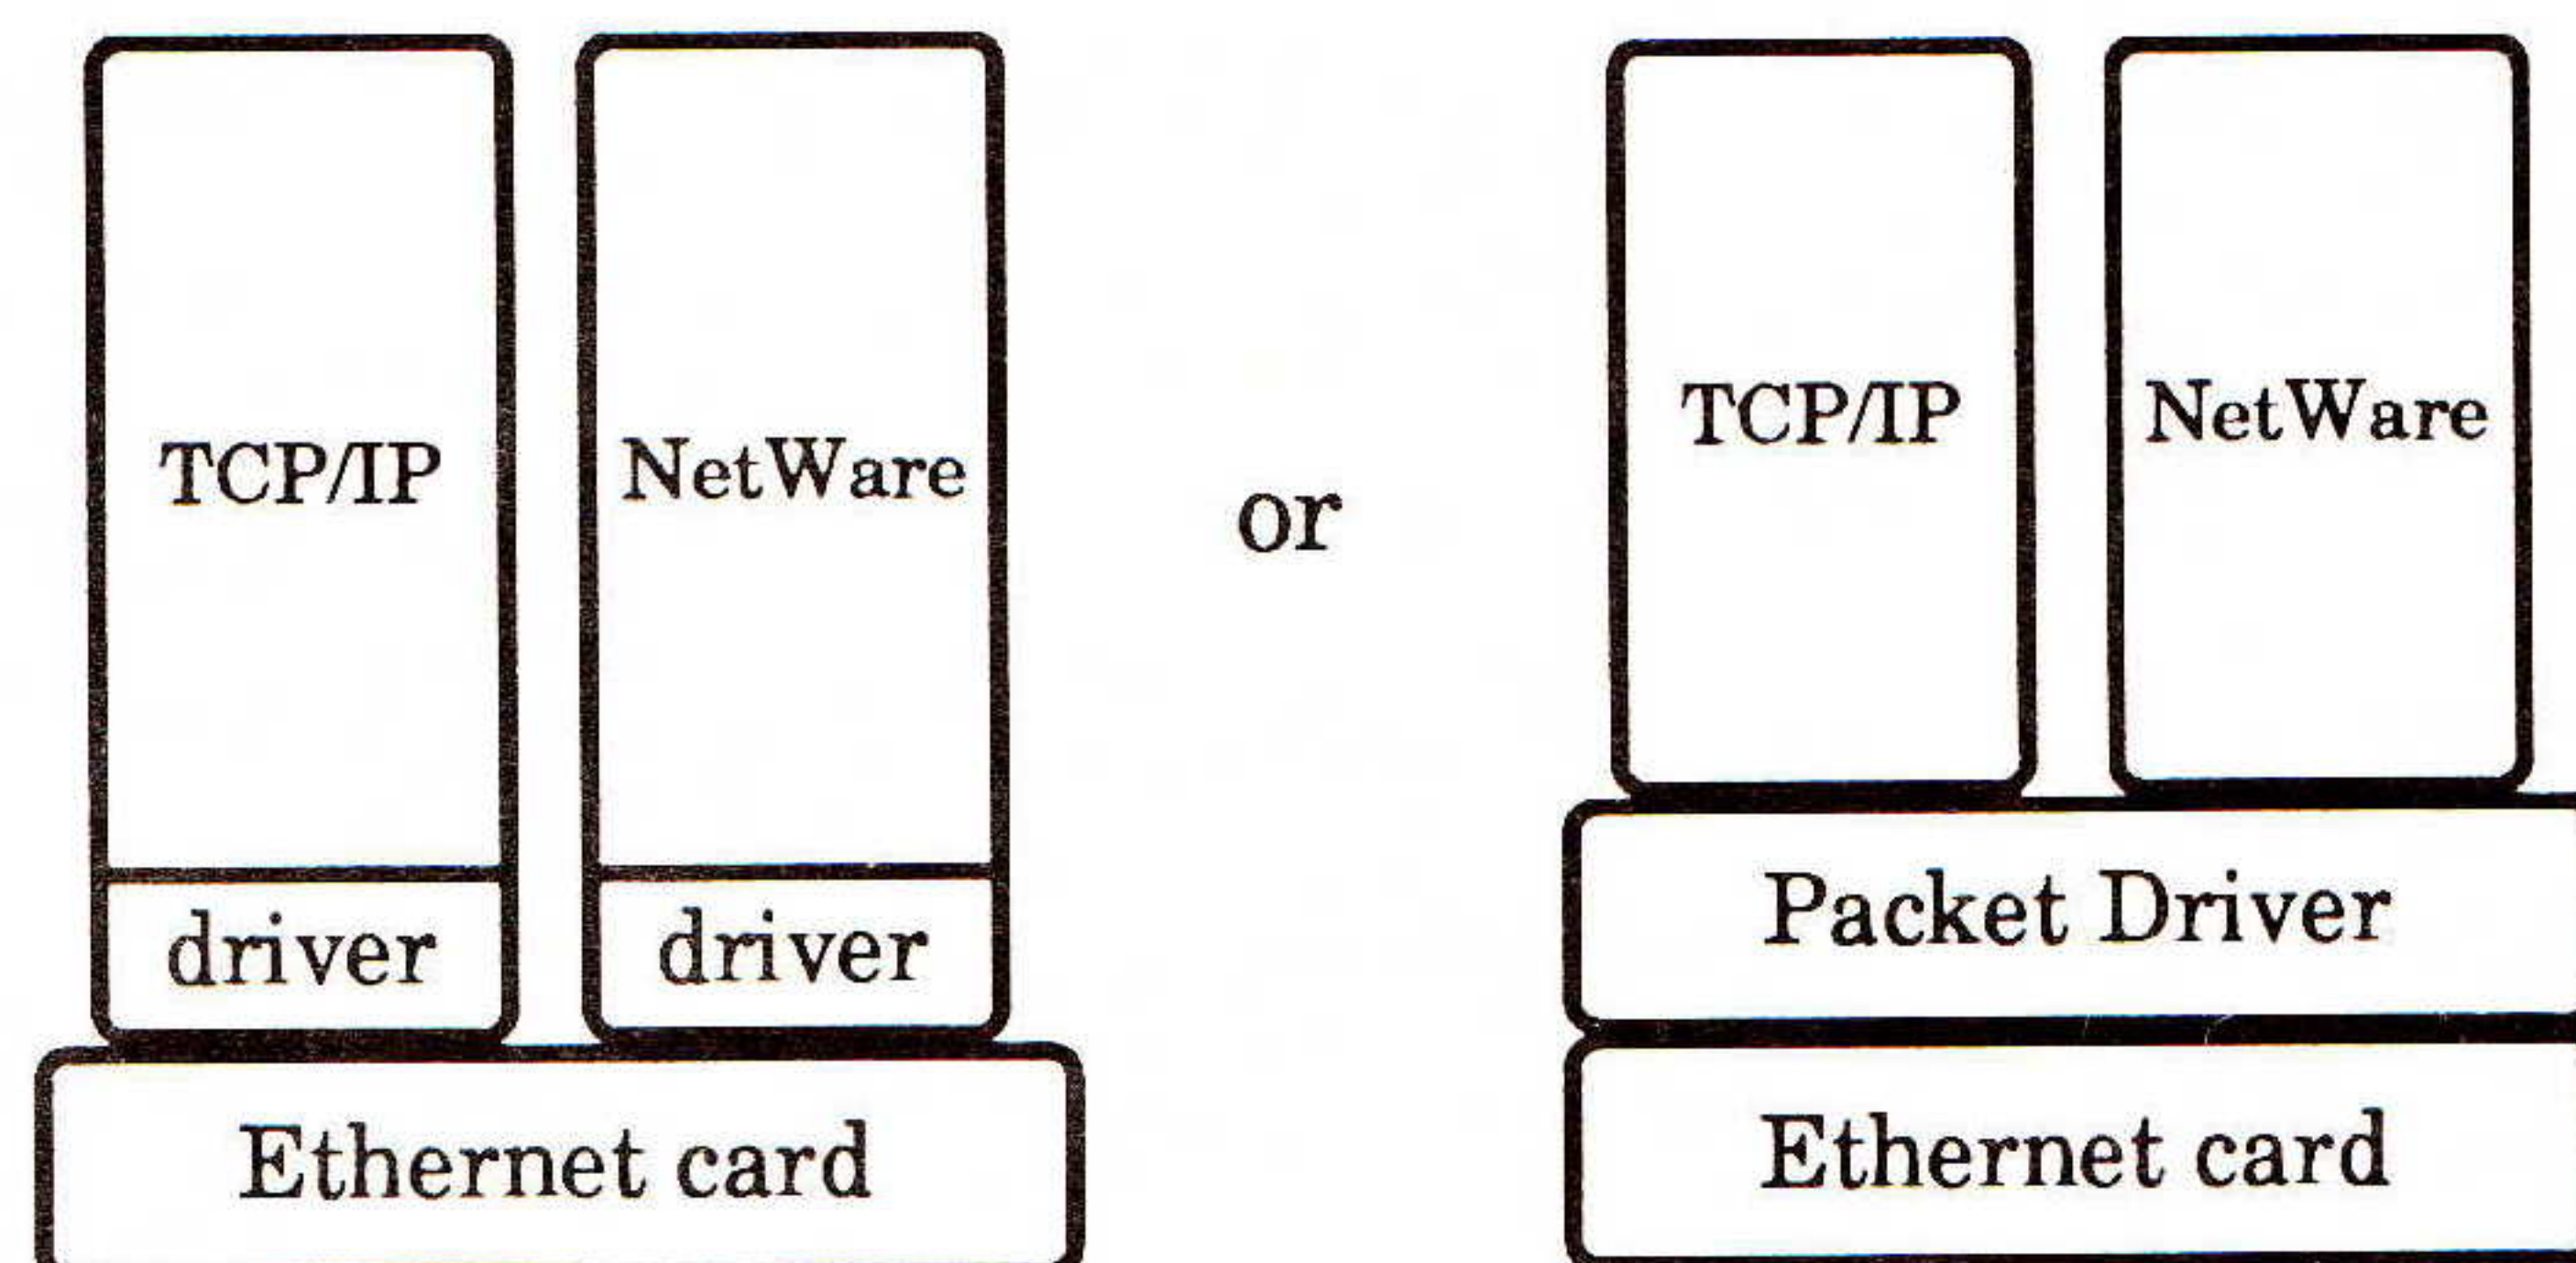 TCP/IP
NetWare
driver
driver
Ethernet card
or
TCP/IP
NetWare
Packet Driver
Ethernet card